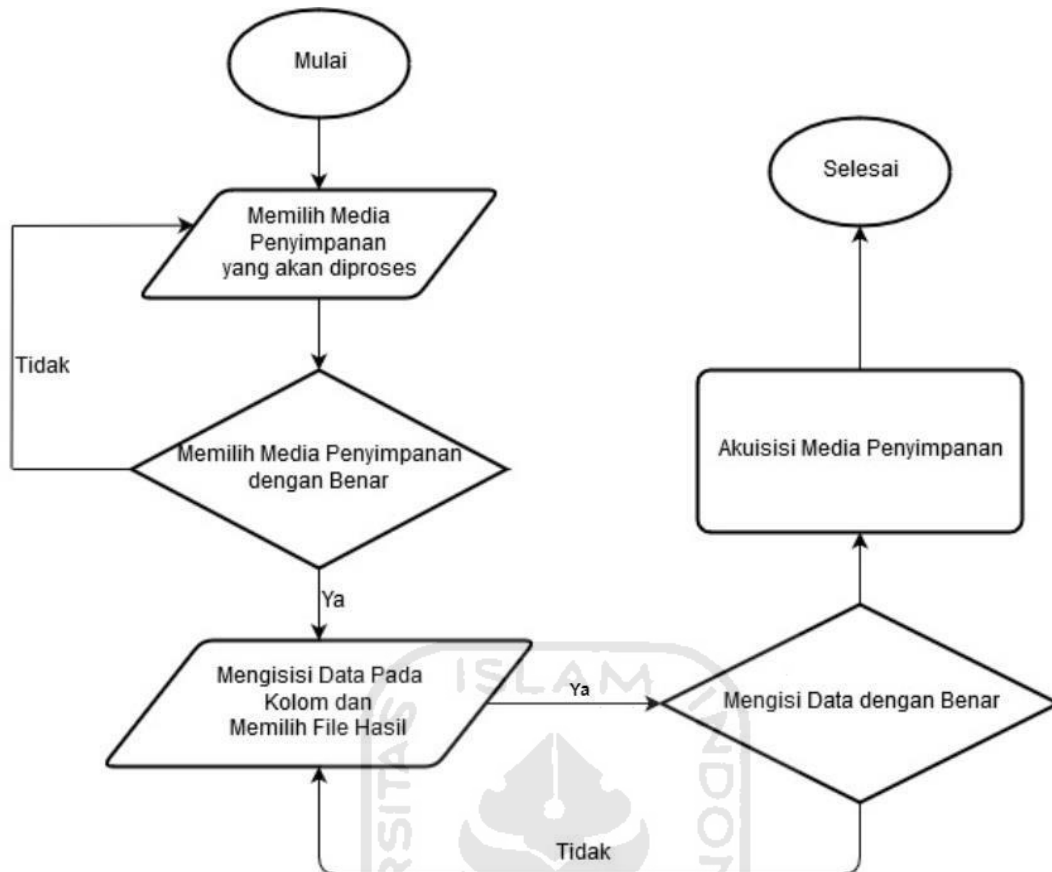 Mulai
Memilih Media
Penyimpanan
yang akan diproses
Tidak
Memilih Media Penyimpanan
dengan Benar
Ya
Mengisisi Data Pada
Kolom dan
Memilih File Hasil
Ya
Mengisi Data dengan Benar
Tidak
Akuisisi Media Penyimpanan
Selesai
ISLAM